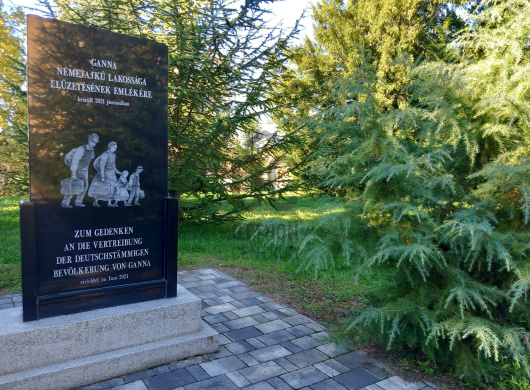 GANNA
NÉMETAJKÚ LAKOSSÁGA
ELŰZETÉSÉNEK EMLÉKÉRE
készült 2021 júniusában
ZUM GEDENKEN
AN DIE VERTREIBUNG
DER DEUTSCHSTÄMMIGEN
BEVÖLKERUNG VON GANNA
errichtet im Juni 2021